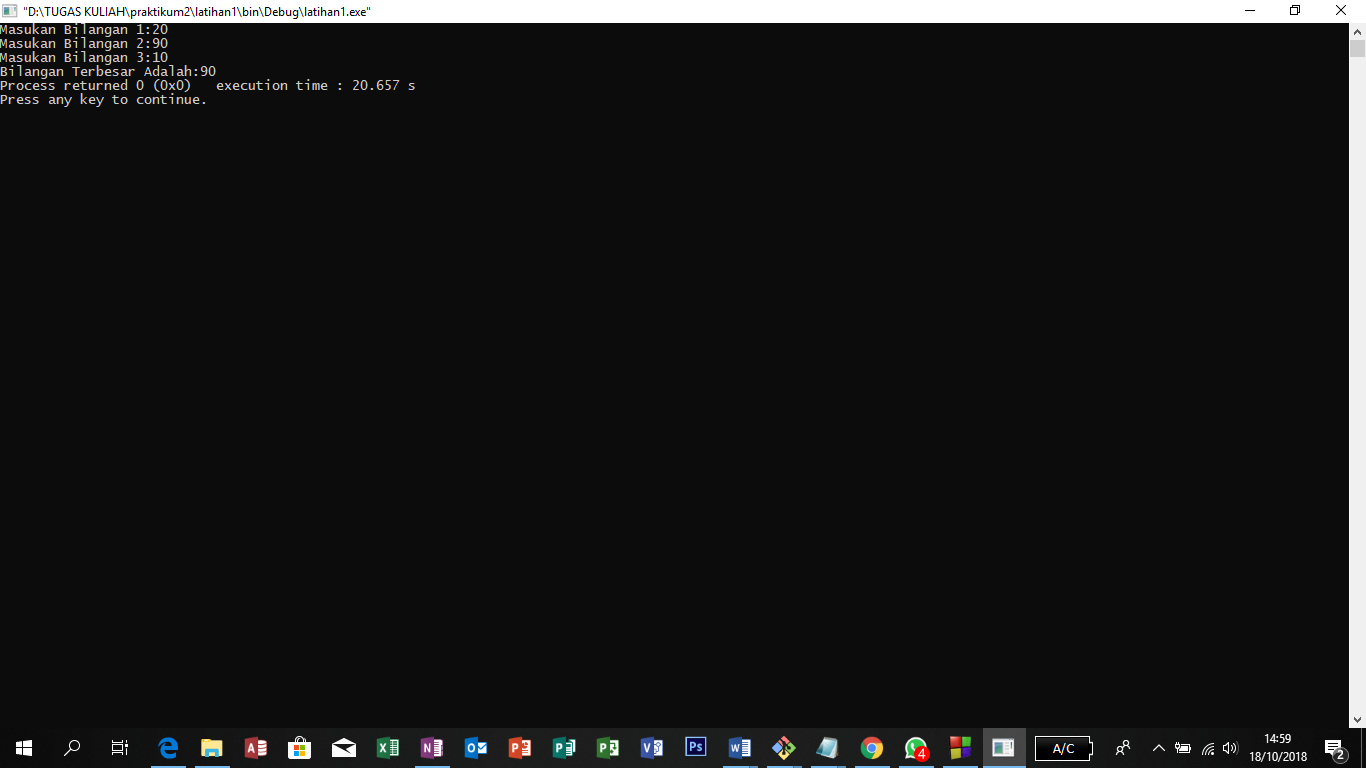 "D:\TUGAS KULIAH\praktikum2\latihan1\bin\Debug\latihan1.exe"
Masukan Bilangan 1:20
Masukan Bilangan 2:90
Masukan Bilangan 3:10
Bilangan Terbesar Adalah:90
Process returned 0 (0x0)   execution time : 20.657 s
Press any key to continue.
A/C
4
14:59
18/10/2018
2